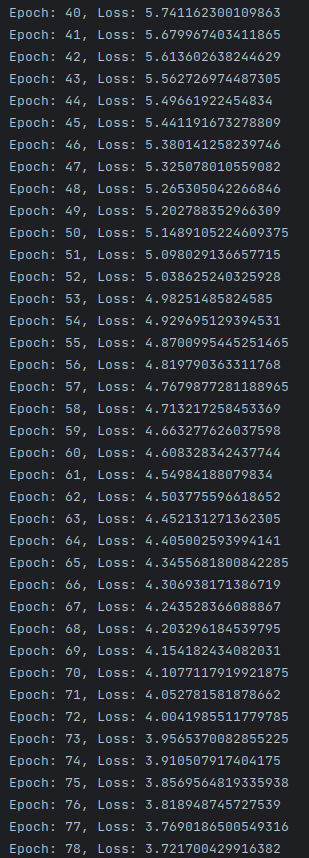 Epoch: 40, Loss: 5.741162300109863
Epoch: 41, Loss: 5.679967403411865
Epoch: 42, Loss: 5.613602638244629
Epoch: 43, Loss: 5.562726974487305
Epoch: 44, Loss: 5.49661922454834
Epoch: 45, Loss: 5.441191673278809
Epoch: 46, Loss: 5.380141258239746
Epoch: 47, Loss: 5.325078010559082
Epoch: 48, Loss: 5.265305042266846
Epoch: 49, Loss: 5.202788352966309
Epoch: 50, Loss: 5.1489105224609375
Epoch: 51, Loss: 5.098029136657715
Epoch: 52, Loss: 5.038625240325928
Epoch: 53, Loss: 4.98251485824585
Epoch: 54, Loss: 4.929695129394531
Epoch: 55, Loss: 4.8700995445251465
Epoch: 56, Loss: 4.819790363311768
Epoch: 57, Loss: 4.7679877281188965
Epoch: 58, Loss: 4.713217258453369
Epoch: 59, Loss: 4.663277626037598
Epoch: 60, Loss: 4.608328342437744
Epoch: 61, Loss: 4.54984188079834
Epoch: 62, Loss: 4.503775596618652
Epoch: 63, Loss: 4.452131271362305
Epoch: 64, Loss: 4.405002593994141
Epoch: 65, Loss: 4.3455681800842285
Epoch: 66, Loss: 4.306938171386719
Epoch: 67, Loss: 4.243528366088867
Epoch: 68, Loss: 4.203296184539795
Epoch: 69, Loss: 4.154182434082031
Epoch: 70, Loss: 4.1077117919921875
Epoch: 71, Loss: 4.052781581878662
Epoch: 72, Loss: 4.0041985511779785
Epoch: 73, Loss: 3.9565370082855225
Epoch: 74, Loss: 3.910507917404175
Epoch: 75, Loss: 3.8569564819335938
Epoch: 76, Loss: 3.818948745727539
Epoch: 77, Loss: 3.7690186500549316
Epoch: 78, Loss: 3.721700429916382